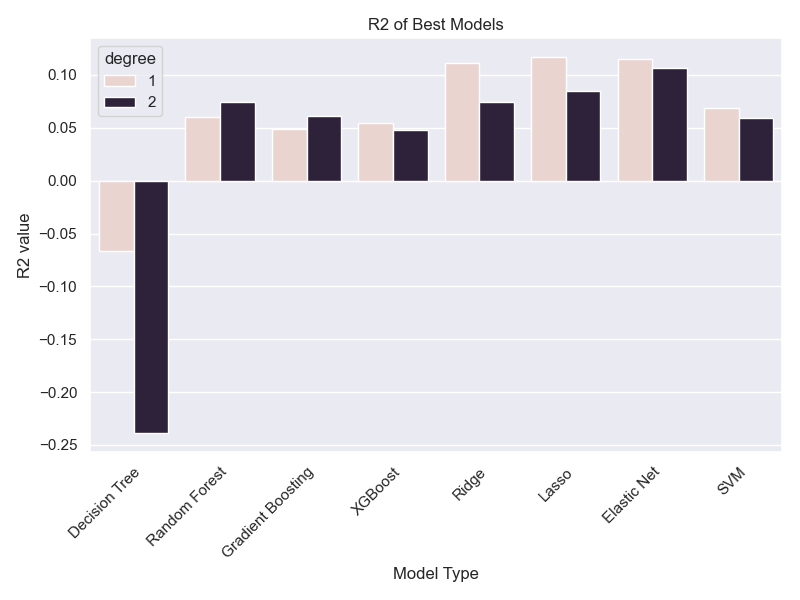 R2 of Best Models
degree
1
2
0.10
0.05
0.00
−0.05
−0.10
−0.15
−0.20
−0.25
R2 value
Decision Tree
Random Forest
Gradient Boosting
XGBoost
Ridge
Lasso
Elastic Net
SVM
Model Type